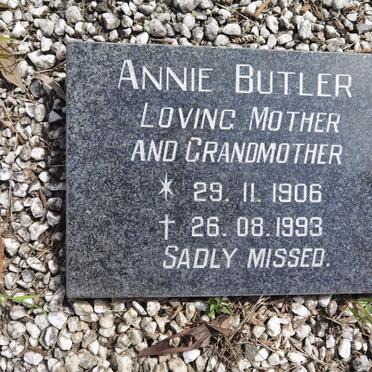 ANNIE BUTLER
LOVING MOTHER
AND GRANDMOTHER
* 29. 11. 1906
† 26. 08. 1993
SADLY MISSED.